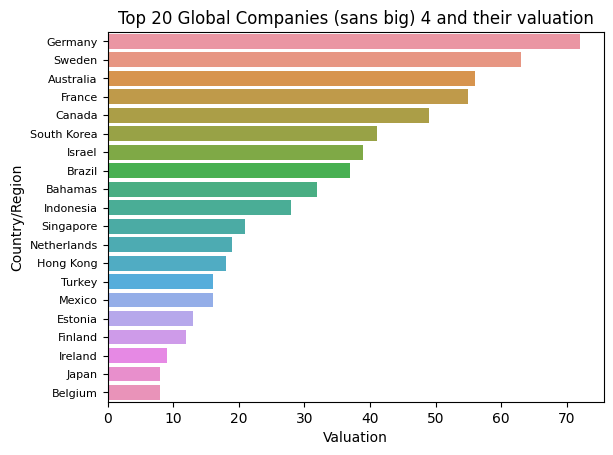 Top 20 Global Companies (sans big) 4 and their valuation
Country/Region
Germany
Sweden
Australia
France
Canada
South Korea
Israel
Brazil
Bahamas
Indonesia
Singapore
Netherlands
Hong Kong
Turkey
Mexico
Estonia
Finland
Ireland
Japan
Belgium
0 10 20 30 40 50 60 70
Valuation